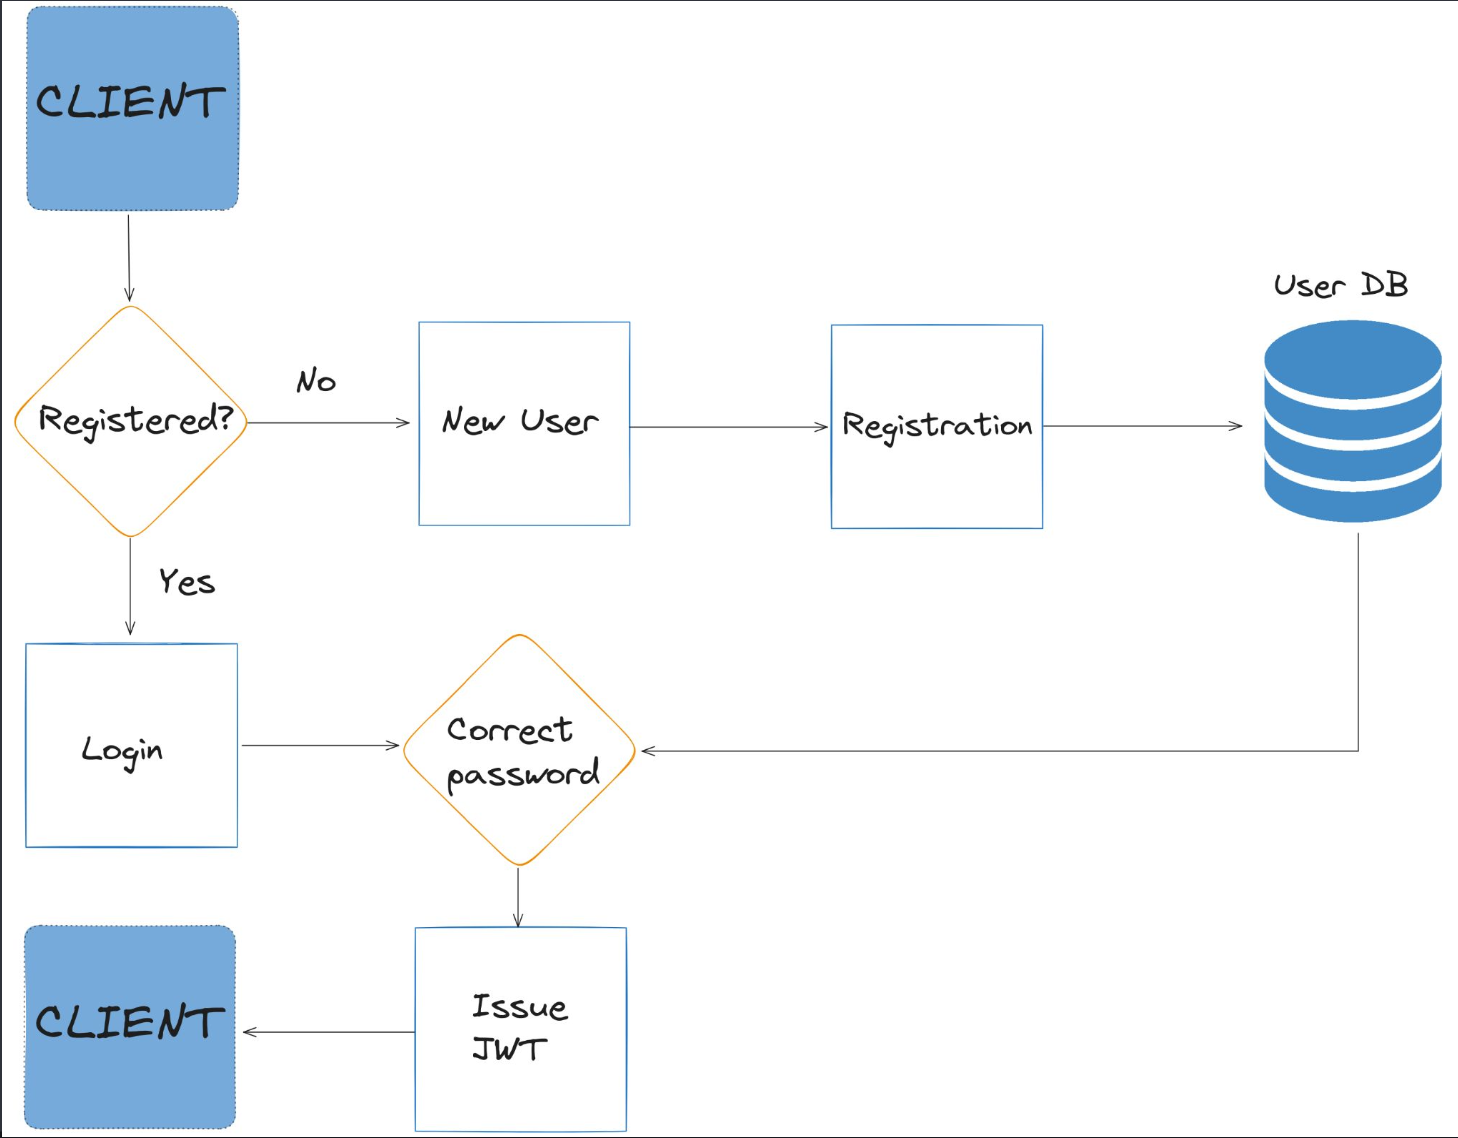 CLIENT
User DB
No
Registered?
New User
Registration
Yes
Login
Correct
password
CLIENT
Issue
JWT